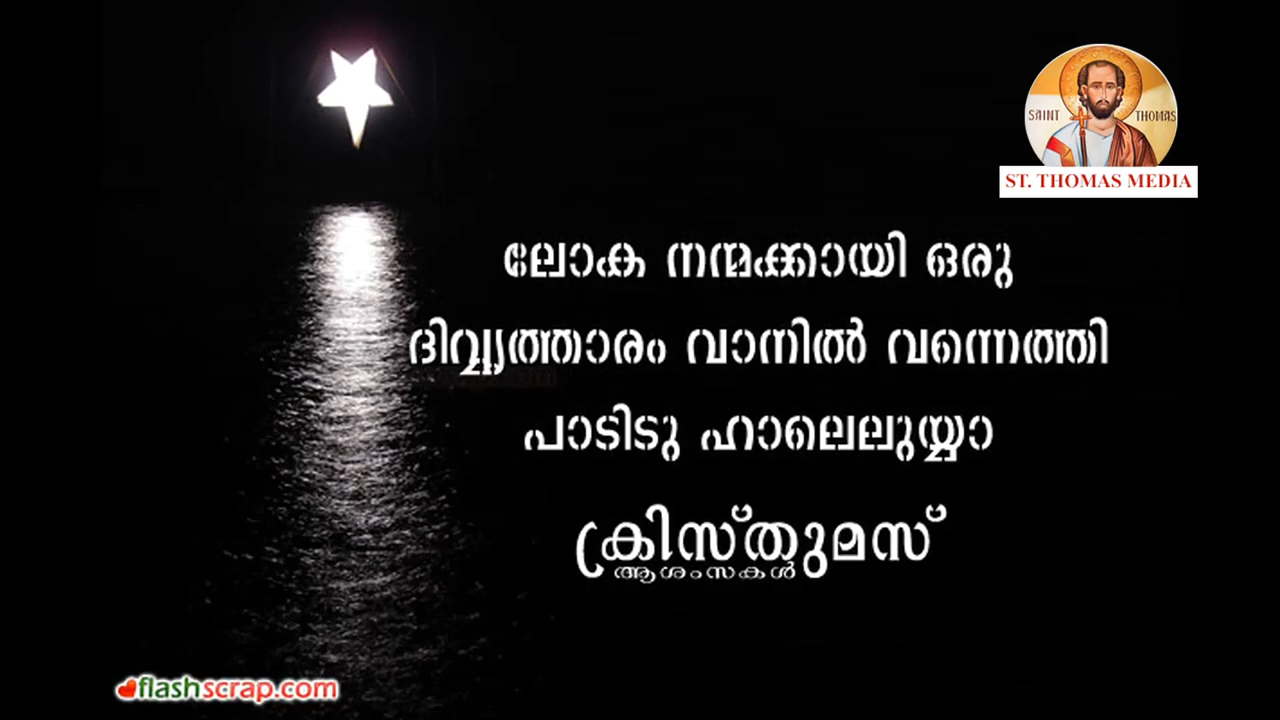 SAINT THOMAS
ST. THOMAS MEDIA
ലോക നന്മക്കായി ഒരു
ദിവ്യത്താരം വാനിൽ വന്നെത്തി
പാടിടു ഹാലെലുയ്യാ
ക്രിസ്തുമസ്
ആശംസകൾ
flashscrap.com